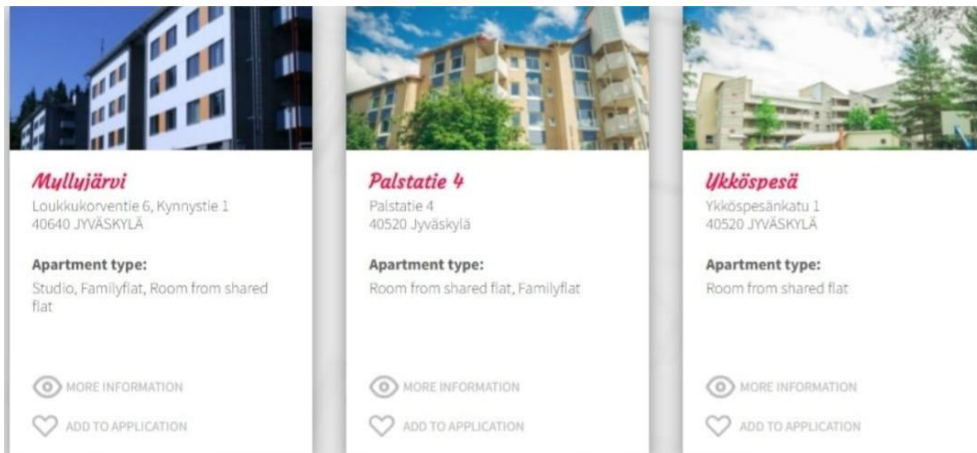 Myllyjärvi
Loukkukorventie 6, Kynnystie 1
40640 JYVÄSKYLÄ
Apartment type:
Studio, Familyflat, Room from shared
flat
MORE INFORMATION
ADD TO APPLICATION
Palstatie 4
Palstatie 4
40520 Jyväskylä
Apartment type:
Room from shared flat, Familyflat
MORE INFORMATION
ADD TO APPLICATION
Ykköspesä
Ykköspesänkatu 1
40520 JYVÄSKYLÄ
Apartment type:
Room from shared flat
MORE INFORMATION
ADD TO APPLICATION